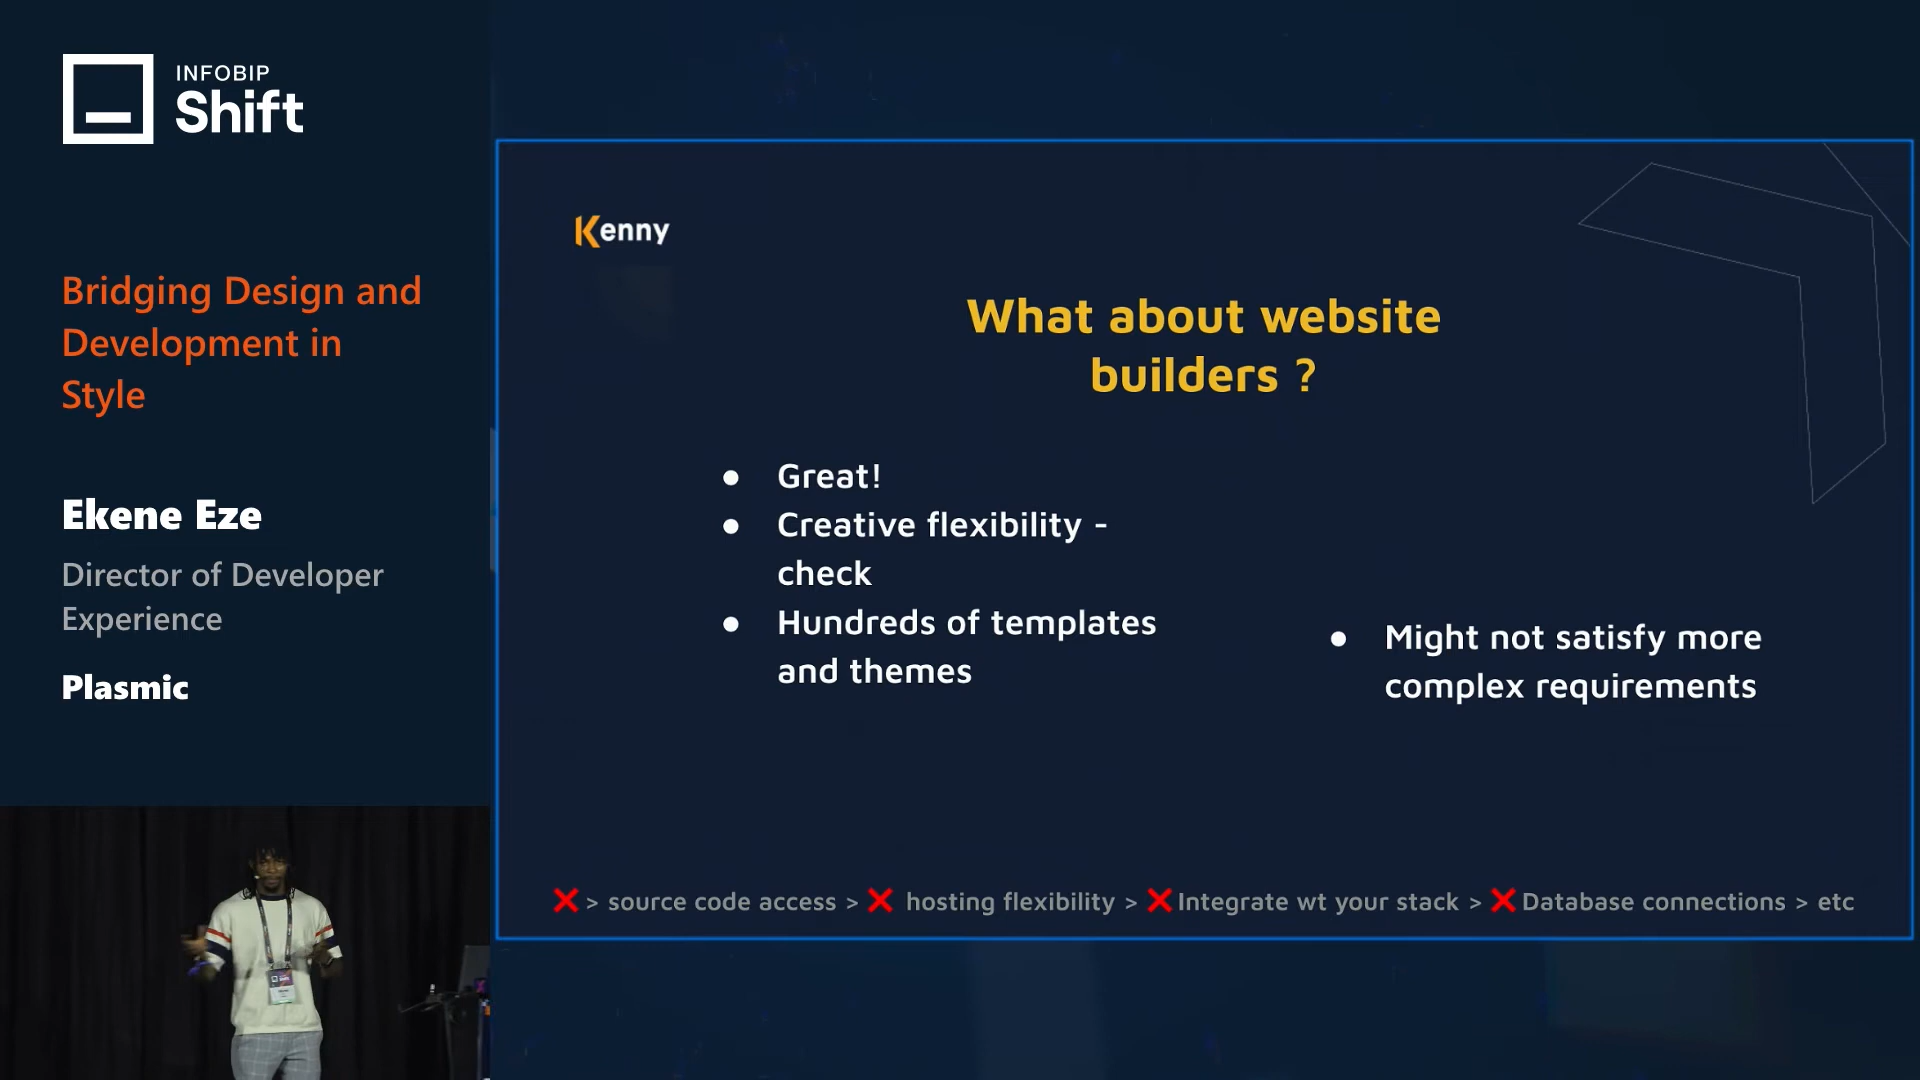 INFOBIP
Shift
Bridging Design and
Development in
Style
Ekene Eze
Director of Developer
Experience
Plasmic
Kenny
What about website
builders ?
● Great!
● Creative flexibility -
check
● Hundreds of templates
and themes
● Might not satisfy more
complex requirements
❌ > source code access > ❌ hosting flexibility > ❌ Integrate wt your stack > ❌ Database connections > etc